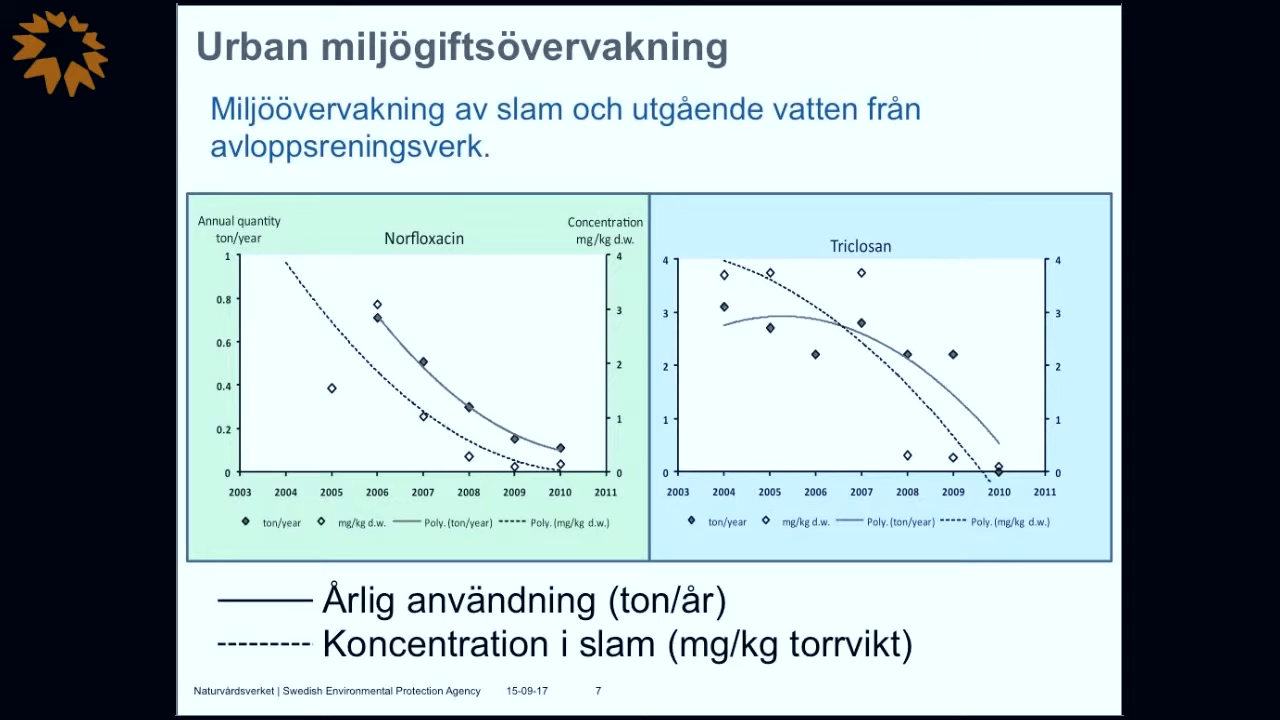 Urban miljögiftsövervakning
Miljöövervakning av slam och utgående vatten från
avloppsreningsverk.
Annual quantity
ton/year
Norfloxacin
Concentration
mg/kg d.w.
1
0.8
0.6
0.4
0.2
0
4
3
2
1
0
2003 2004 2005 2006 2007 2008 2009 2010 2011
ton/year mg/kg d.w. Poly. (ton/year) Poly. (mg/kg d.w.)
Triclosan
4
3
2
1
0
4
3
2
1
0
2003 2004 2005 2006 2007 2008 2009 2010 2011
ton/year mg/kg d.w. Poly. (ton/year) Poly. (mg/kg d.w.)
Årlig användning (ton/år)
Koncentration i slam (mg/kg torrvikt)
Naturvårdsverket | Swedish Environmental Protection Agency 15-09-17 7